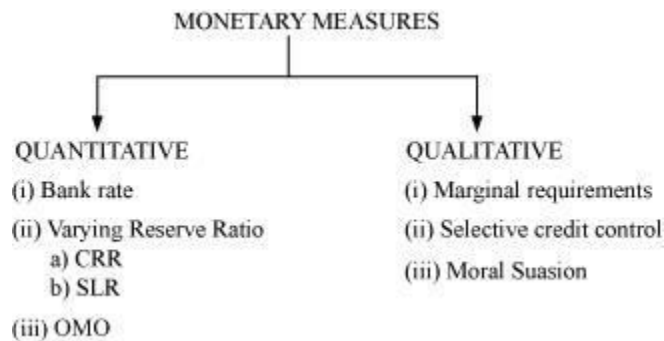 MONETARY MEASURES
QUANTITATIVE
(i) Bank rate
(ii) Varying Reserve Ratio
a) CRR
b) SLR
(iii) OMO
QUALITATIVE
(i) Marginal requirements
(ii) Selective credit control
(iii) Moral Suasion